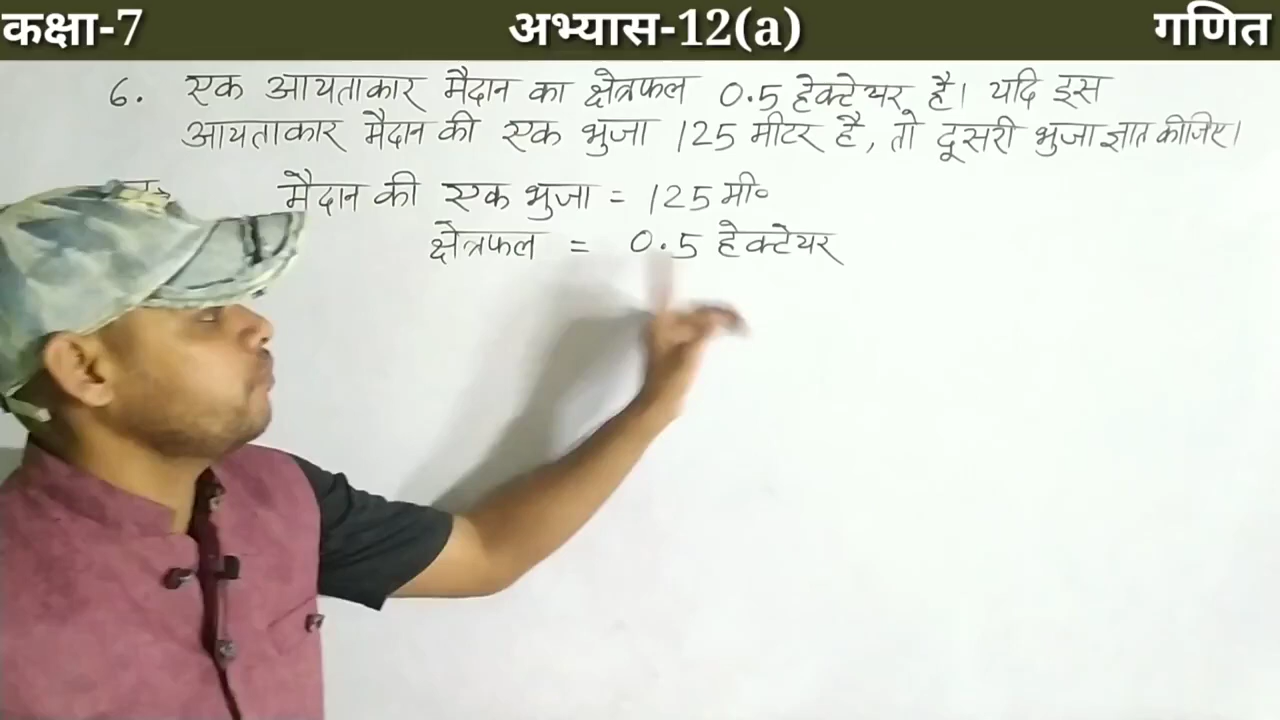 कक्षा-7 अभ्यास-12(a) गणित
6. एक आयताकार मैदान का क्षेत्रफल 0.5 हेक्टेयर है। यदि इस
आयताकार मैदान की एक भुजा 125 मीटर है, तो दूसरी भुजा ज्ञात कीजिए।
मैदान की एक भुजा = 125 मी०
क्षेत्रफल = 0.5 हेक्टेयर